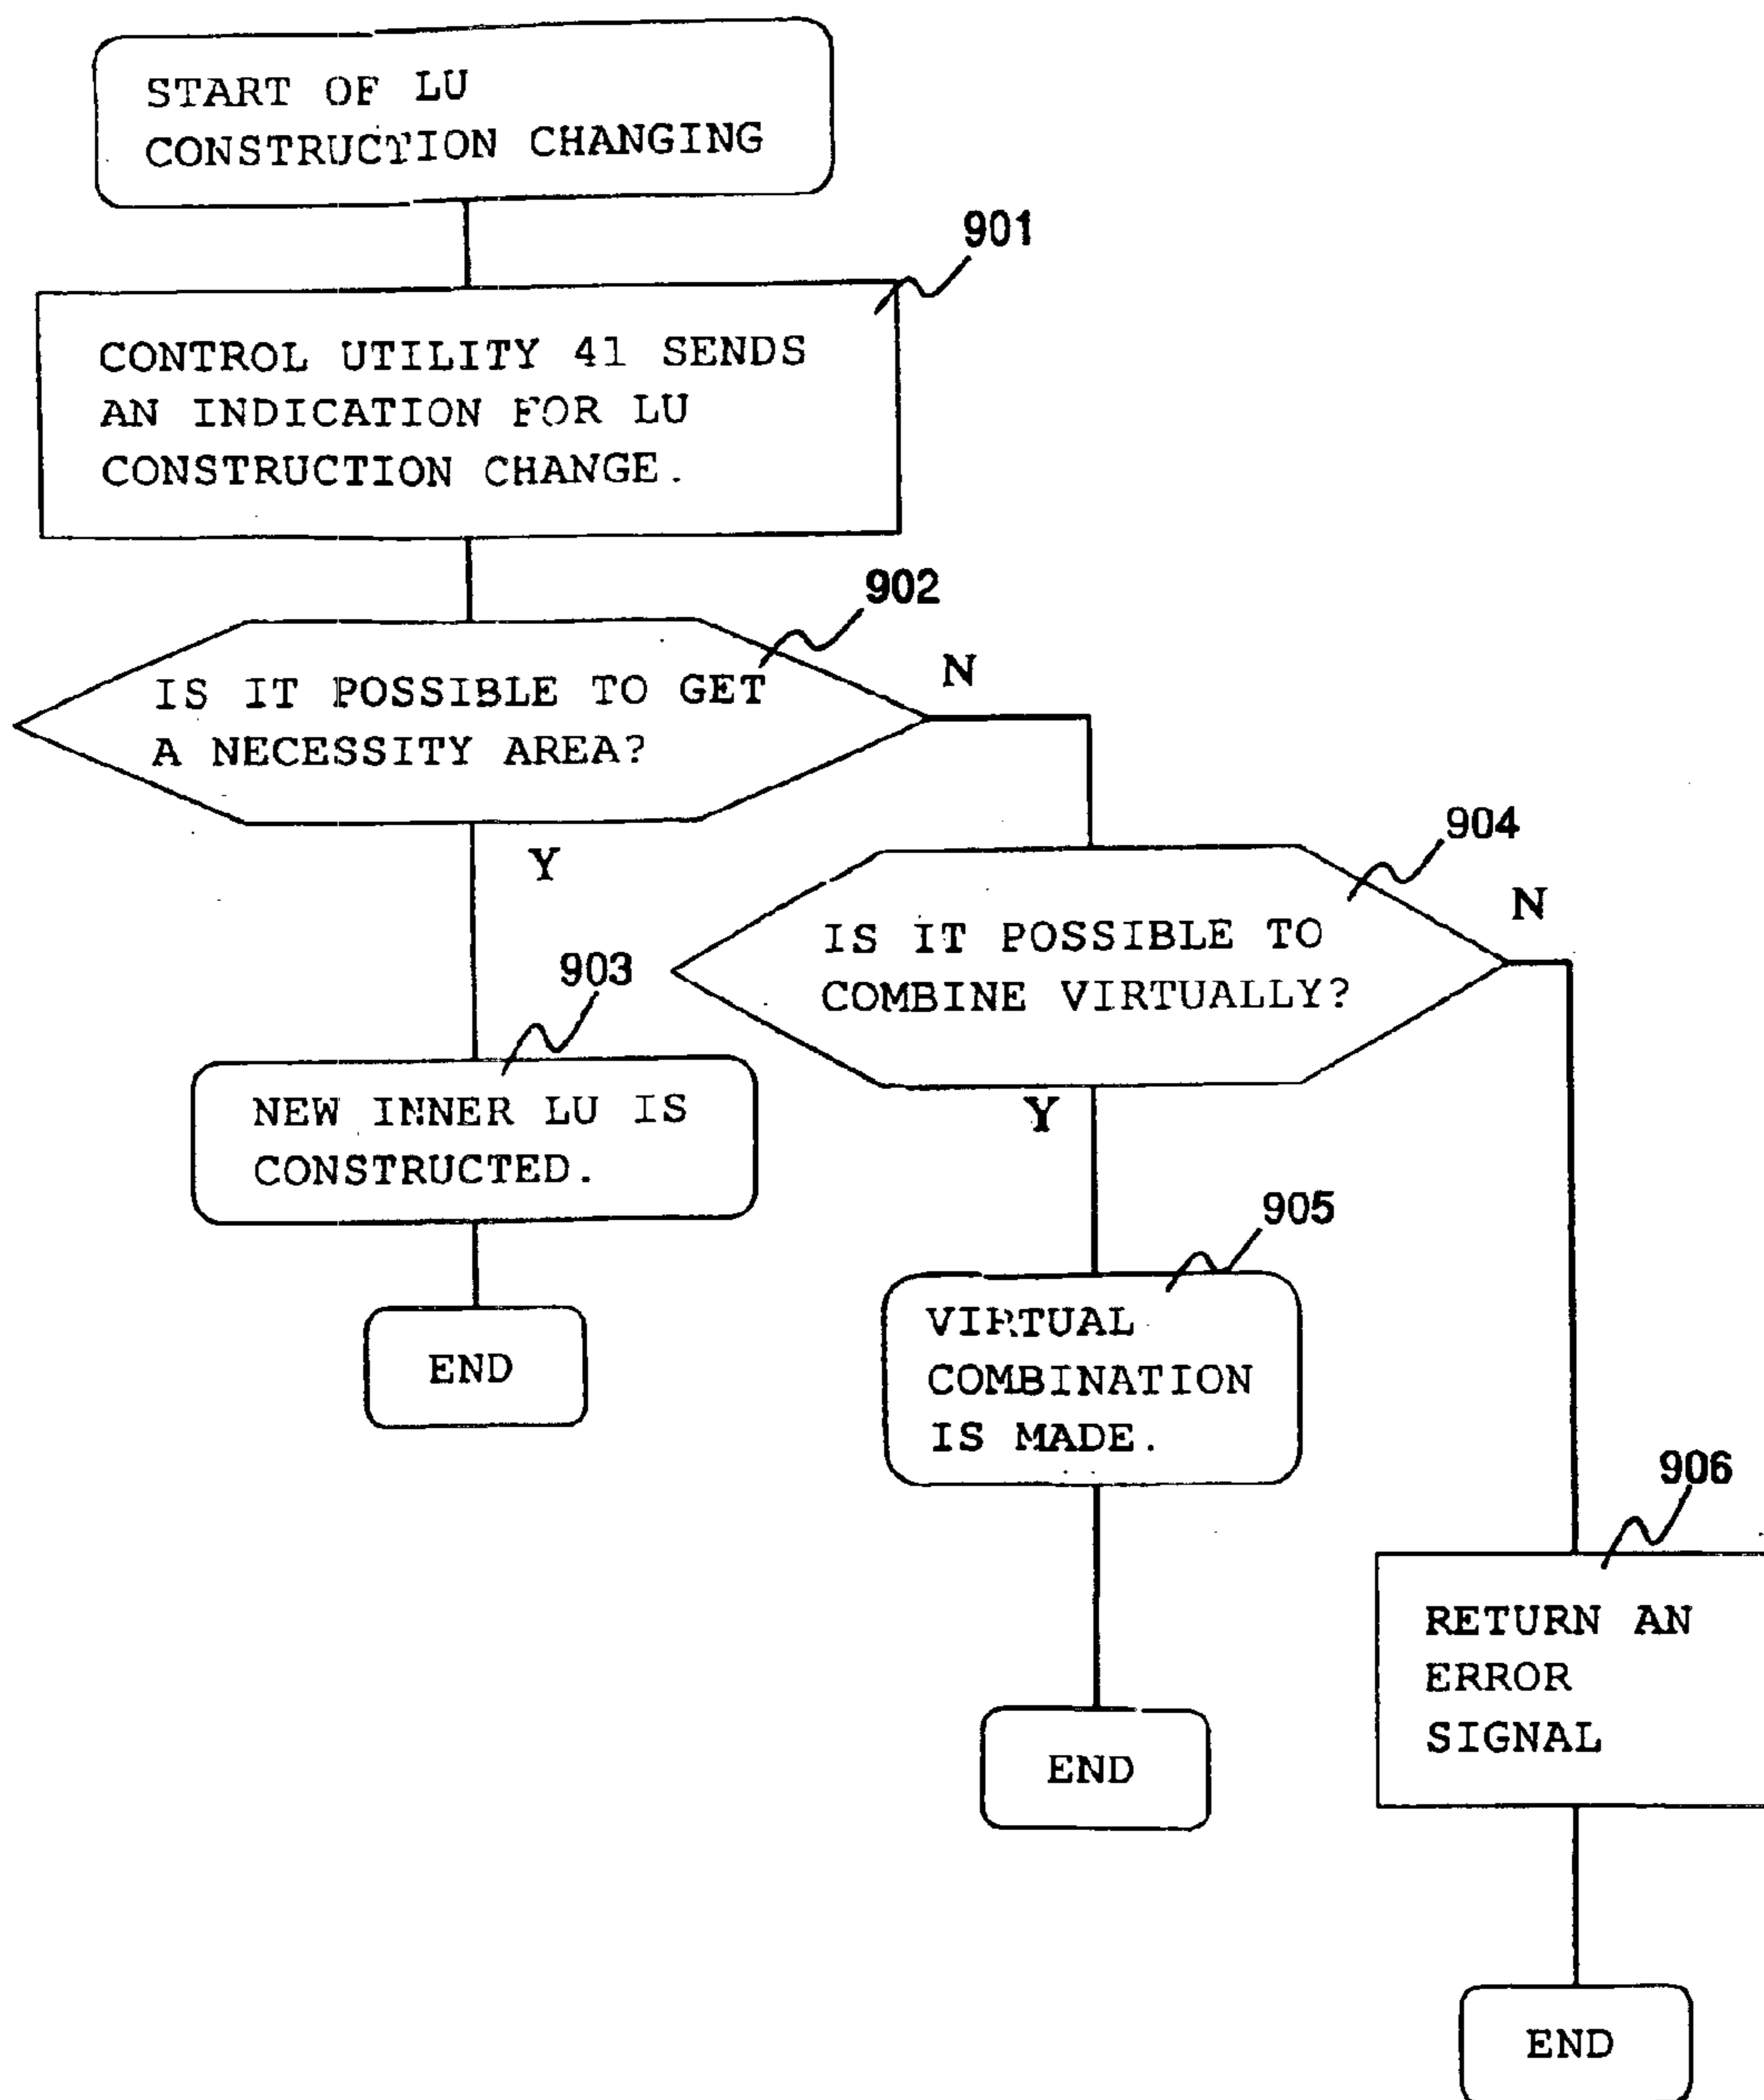 START OF LU
CONSTRUCTION CHANGING
901
CONTROL UTILITY 41 SENDS
AN INDICATION FOR LU
CONSTRUCTION CHANGE.
902
IS IT POSSIBLE TO GET
A NECESSITY AREA?
N
Y
904
IS IT POSSIBLE TO
COMBINE VIRTUALLY?
N
Y
903
NEW INNER LU IS
CONSTRUCTED.
END
905
VIRTUAL
COMBINATION
IS MADE.
END
906
RETURN AN
ERROR
SIGNAL
END